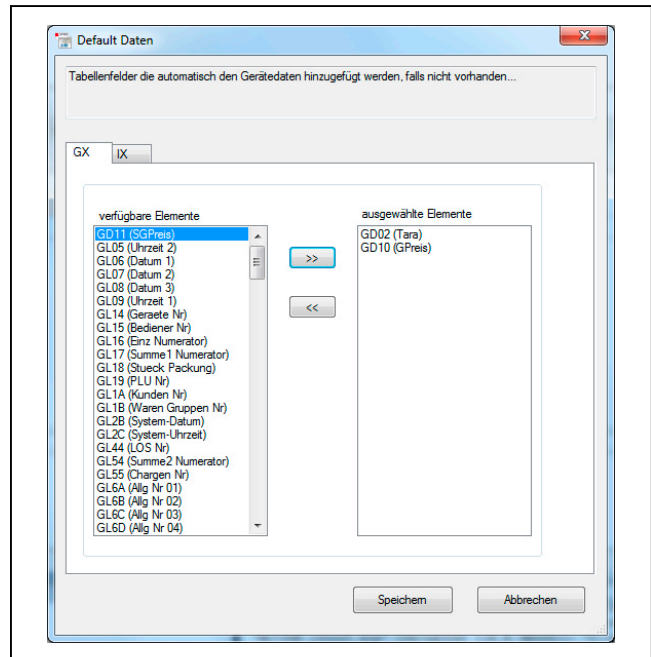 Default Daten
Tabellenfelder die automatisch den Gerätedaten hinzugefügt werden, falls nicht vorhanden...
GX
IX
verfügbare Elemente
GD11 (SGPreis)
GL05 (Uhrzeit 2)
GL06 (Datum 1)
GL07 (Datum 2)
GL08 (Datum 3)
GL09 (Uhrzeit 1)
GL14 (Geraete Nr)
GL15 (Bediener Nr)
GL16 (Einz Numerator)
GL17 (Summe1 Numerator)
GL18 (Stueck Packung)
GL19 (PLU Nr)
GL1A (Kunden Nr)
GL1B (Waren Gruppen Nr)
GL2B (System-Datum)
GL2C (System-Uhrzeit)
GL44 (LOS Nr)
GL54 (Summe2 Numerator)
GL55 (Chargen Nr)
GL6A (Allg Nr 01)
GL6B (Allg Nr 02)
GL6C (Allg Nr 03)
GL6D (Allg Nr 04)
>>
<<
ausgewählte Elemente
GD02 (Tara)
GD10 (GPreis)
Speichern
Abbrechen